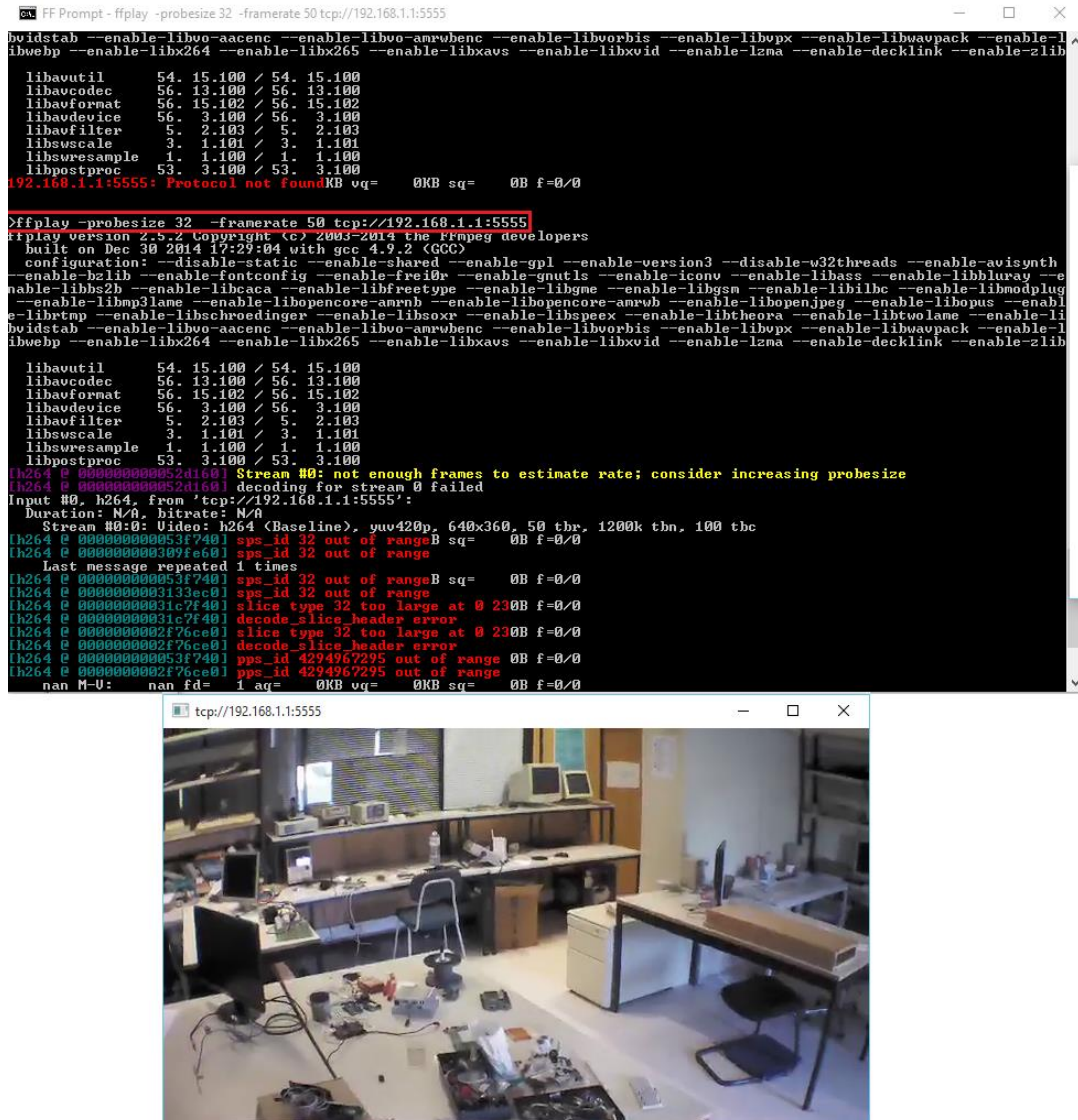 FF Prompt - ffplay -probesize 32 -framerate 50 tcp://192.168.1.1:5555
bvidstab --enable-libvo-aacenc --enable-libvo-amrwbenc --enable-libvorbis --enable-libvpx --enable-libwavpack --enable-l
ibwebp --enable-libx264 --enable-libx265 --enable-libxavs --enable-libxvid --enable-lzma --enable-decklink --enable-zlib
libavutil 54. 15.100 / 54. 15.100
libavcodec 56. 13.100 / 56. 13.100
libavformat 56. 15.102 / 56. 15.102
libavdevice 56. 3.100 / 56. 3.100
libavfilter 5. 2.103 / 5. 2.103
libswscale 3. 1.101 / 3. 1.101
libswresample 1. 1.100 / 1. 1.100
libpostproc 53. 3.100 / 53. 3.100
192.168.1.1:5555: Protocol not foundKB vq= 0KB sq= 0B f=0/0
>ffplay -probesize 32 -framerate 50 tcp://192.168.1.1:5555
ffplay version 2.5.2 Copyright (c) 2003-2014 the FFmpeg developers
built on Dec 30 2014 17:29:04 with gcc 4.9.2 (GCC)
configuration: --disable-static --enable-shared --enable-gpl --enable-version3 --disable-w32threads --enable-avisynth
--enable-bzlib --enable-fontconfig --enable-frei0r --enable-gnutls --enable-iconv --enable-libass --enable-libbluray --e
nable-libbs2b --enable-libcaca --enable-libfreetype --enable-libgme --enable-libgsm --enable-libilbc --enable-libmodplug
--enable-libmp3lame --enable-libopencore-amrnb --enable-libopencore-amrwb --enable-libopenjpeg --enable-libopus --enabl
e-librtmp --enable-libschroedinger --enable-libsoxr --enable-libspeex --enable-libtheora --enable-libtwolame --enable-li
bvidstab --enable-libvo-aacenc --enable-libvo-amrwbenc --enable-libvorbis --enable-libvpx --enable-libwavpack --enable-l
ibwebp --enable-libx264 --enable-libx265 --enable-libxavs --enable-libxvid --enable-lzma --enable-decklink --enable-zlib
libavutil 54. 15.100 / 54. 15.100
libavcodec 56. 13.100 / 56. 13.100
libavformat 56. 15.102 / 56. 15.102
libavdevice 56. 3.100 / 56. 3.100
libavfilter 5. 2.103 / 5. 2.103
libswscale 3. 1.101 / 3. 1.101
libswresample 1. 1.100 / 1. 1.100
libpostproc 53. 3.100 / 53. 3.100
[h264 @ 000000000052d160] Stream #0: not enough frames to estimate rate; consider increasing probesize
[h264 @ 000000000052d160] decoding for stream 0 failed
Input #0, h264, from 'tcp://192.168.1.1:5555':
Duration: N/A, bitrate: N/A
Stream #0:0: Video: h264 (Baseline), yuv420p, 640x360, 50 tbr, 1200k tbn, 100 tbc
[h264 @ 000000000053f740] sps_id 32 out of rangeB sq= 0B f=0/0
[h264 @ 000000000309fe60] sps_id 32 out of range
Last message repeated 1 times
[h264 @ 000000000053f740] sps_id 32 out of rangeB sq= 0B f=0/0
[h264 @ 0000000003133ec0] sps_id 32 out of range
[h264 @ 00000000031c7f40] slice type 32 too large at 0 230B f=0/0
[h264 @ 00000000031c7f40] decode_slice_header error
[h264 @ 0000000002f76ce0] slice type 32 too large at 0 230B f=0/0
[h264 @ 0000000002f76ce0] decode_slice_header error
[h264 @ 000000000053f740] pps_id 4294967295 out of range 0B f=0/0
[h264 @ 0000000002f76ce0] pps_id 4294967295 out of range
nan M-V: nan fd= 1 aq= 0KB vq= 0KB sq= 0B f=0/0
tcp://192.168.1.1:5555